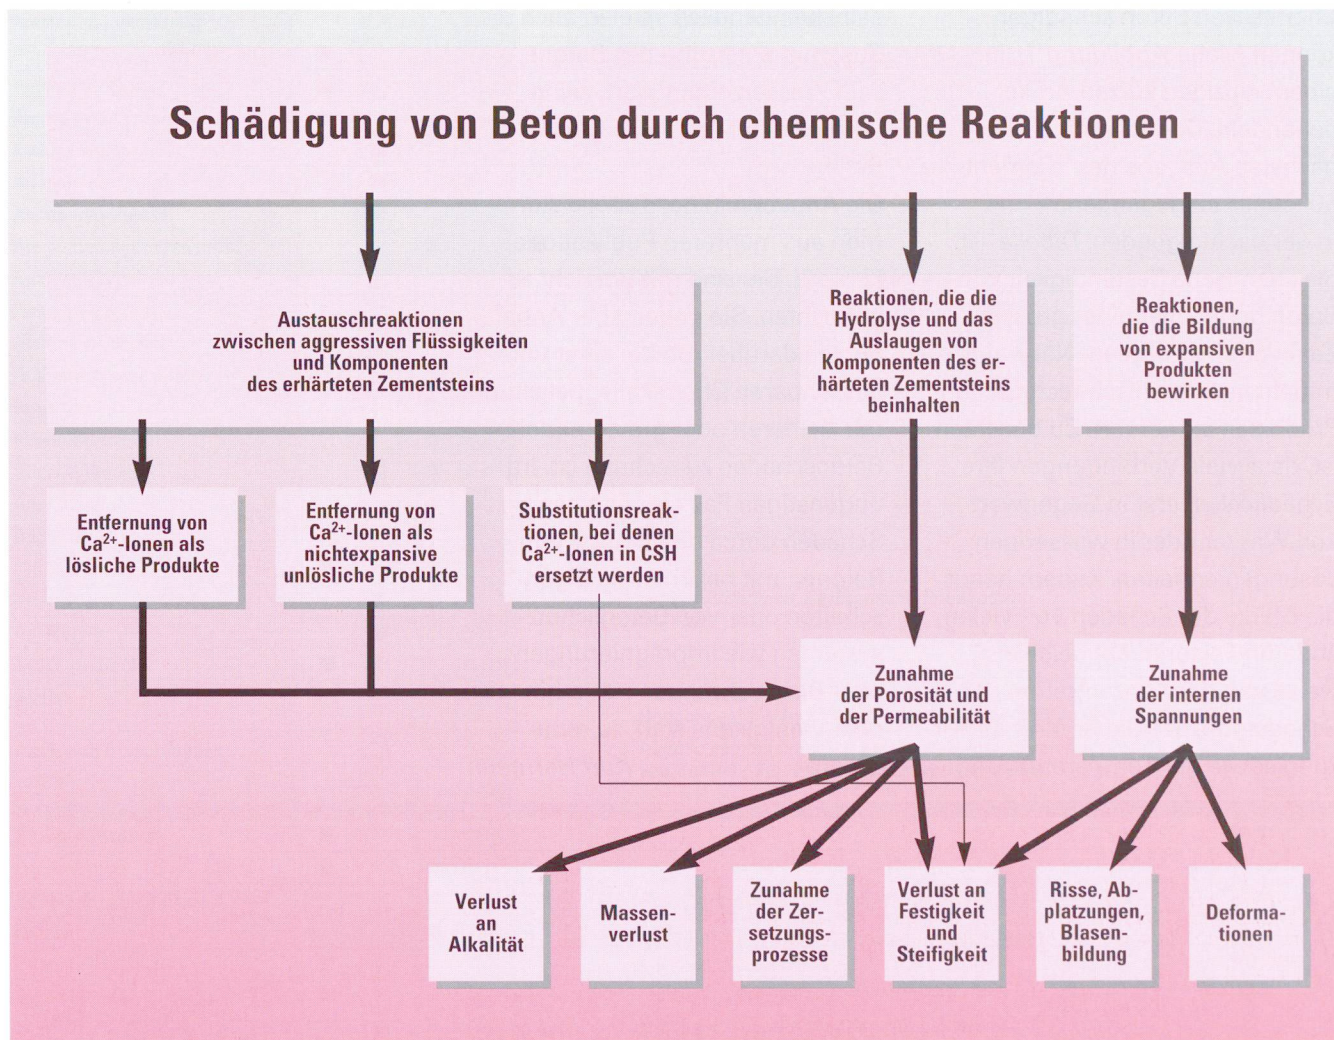 Schädigung von Beton durch chemische Reaktionen
Austauschreaktionen
zwischen aggressiven Flüssigkeiten
und Komponenten
des erhärteten Zementsteins
Reaktionen, die die
Hydrolyse und das
Auslaugen von
Komponenten des er-
härteten Zementsteins
beinhalten
Reaktionen,
die die Bildung
von expansiven
Produkten
bewirken
Entfernung von
Ca²⁺-Ionen als
lösliche Produkte
Entfernung von
Ca²⁺-Ionen als
nichtexpansive
unlösliche Produkte
Substitutionsreak-
tionen, bei denen
Ca²⁺-Ionen in CSH
ersetzt werden
Zunahme
der Porosität und
der Permeabilität
Zunahme
der internen
Spannungen
Verlust
an
Alkalität
Massen-
verlust
Zunahme
der Zer-
setzungs-
prozesse
Verlust an
Festigkeit
und
Steifigkeit
Risse, Ab-
platzungen,
Blasen-
bildung
Deforma-
tionen